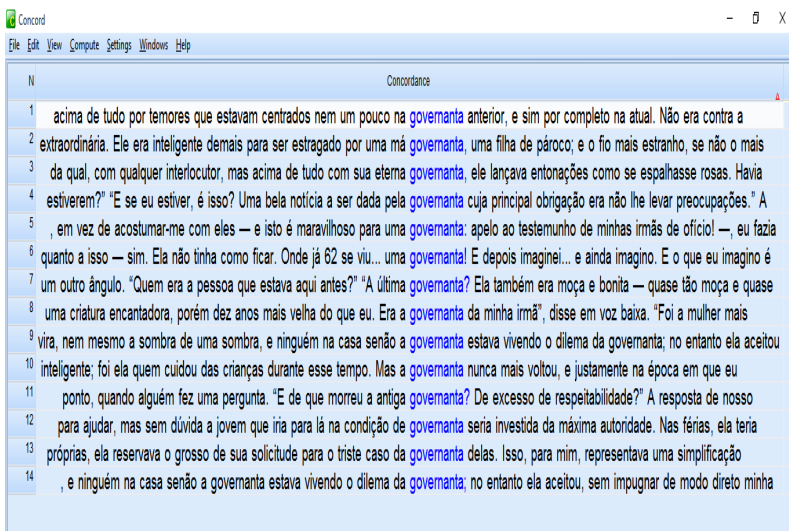 Concord
File Edit View Compute Settings Windows Help
N Concordance
1 acima de tudo por temores que estavam centrados nem um pouco na governanta anterior, e sim por completo na atual. Não era contra a
2 extraordinária. Ele era inteligente demais para ser estragado por uma má governanta, uma filha de pároco; e o fio mais estranho, se não o mais
3 da qual, com qualquer interlocutor, mas acima de tudo com sua eterna governanta, ele lançava entonações como se espalhasse rosas. Havia
4 estiverem?” “E se eu estiver, é isso? Uma bela notícia a ser dada pela governanta cuja principal obrigação era não lhe levar preocupações.” A
5 , em vez de acostumar-me com eles — e isto é maravilhoso para uma governanta: apelo ao testemunho de minhas irmãs de ofício! —, eu fazia
6 quanto a isso — sim. Ela não tinha como ficar. Onde já 62 se viu... uma governanta! E depois imaginei... e ainda imagino. E o que eu imagino é
7 um outro ângulo. “Quem era a pessoa que estava aqui antes?” “A última governanta? Ela também era moça e bonita — quase tão moça e quase
8 uma criatura encantadora, porém dez anos mais velha do que eu. Era a governanta da minha irmã”, disse em voz baixa. “Foi a mulher mais
9 vira, nem mesmo a sombra de uma sombra, e ninguém na casa senão a governanta estava vivendo o dilema da governanta; no entanto ela aceitou
10 inteligente; foi ela quem cuidou das crianças durante esse tempo. Mas a governanta nunca mais voltou, e justamente na época em que eu
11 ponto, quando alguém fez uma pergunta. “E de que morreu a antiga governanta? De excesso de respeitabilidade?” A resposta de nosso
12 para ajudar, mas sem dúvida a jovem que iria para lá na condição de governanta seria investida da máxima autoridade. Nas férias, ela teria
13 próprias, ela reservava o grosso de sua solicitude para o triste caso da governanta delas. Isso, para mim, representava uma simplificação
14 , e ninguém na casa senão a governanta estava vivendo o dilema da governanta; no entanto ela aceitou, sem impugnar de modo direto minha